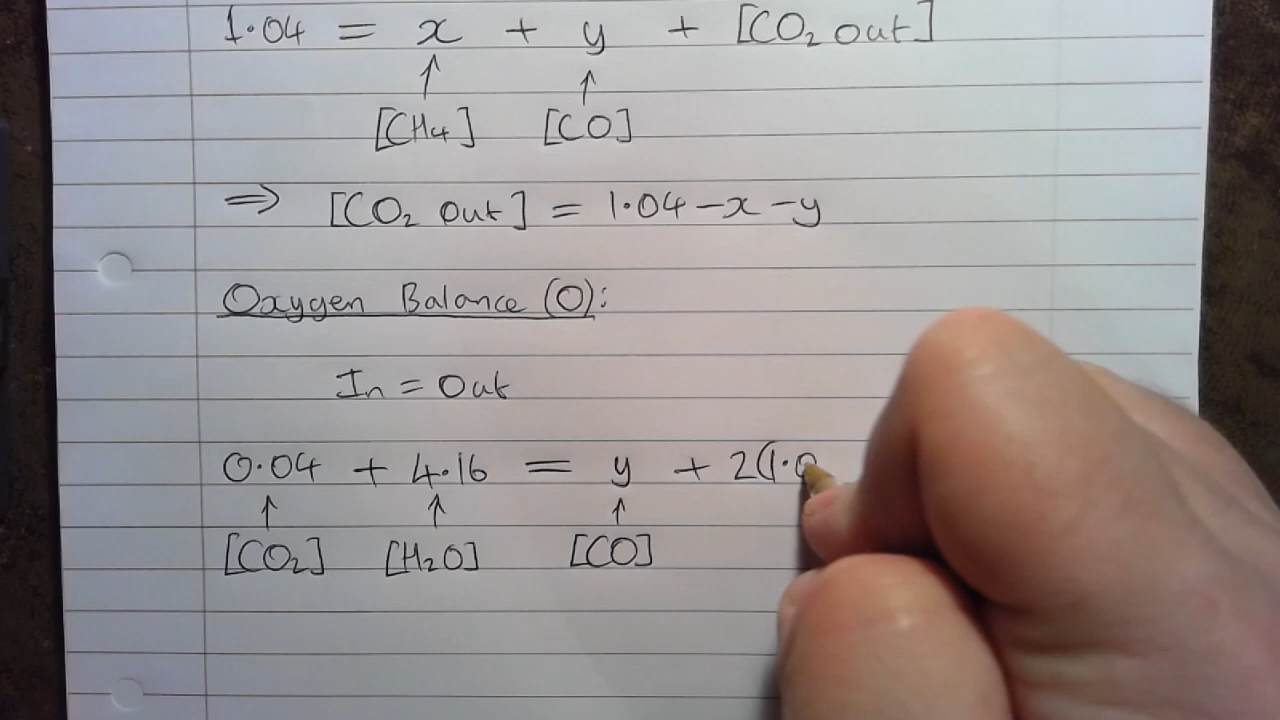 1.04 = x + y + [CO₂ out]
↑ ↑
[CH₄] [CO]
⇒ [CO₂ out] = 1.04 - x - y
Oxygen Balance (O):
In = Out
0.04 + 4.16 = y + 2(1.0
↑ ↑ ↑
[CO₂] [H₂O] [CO]